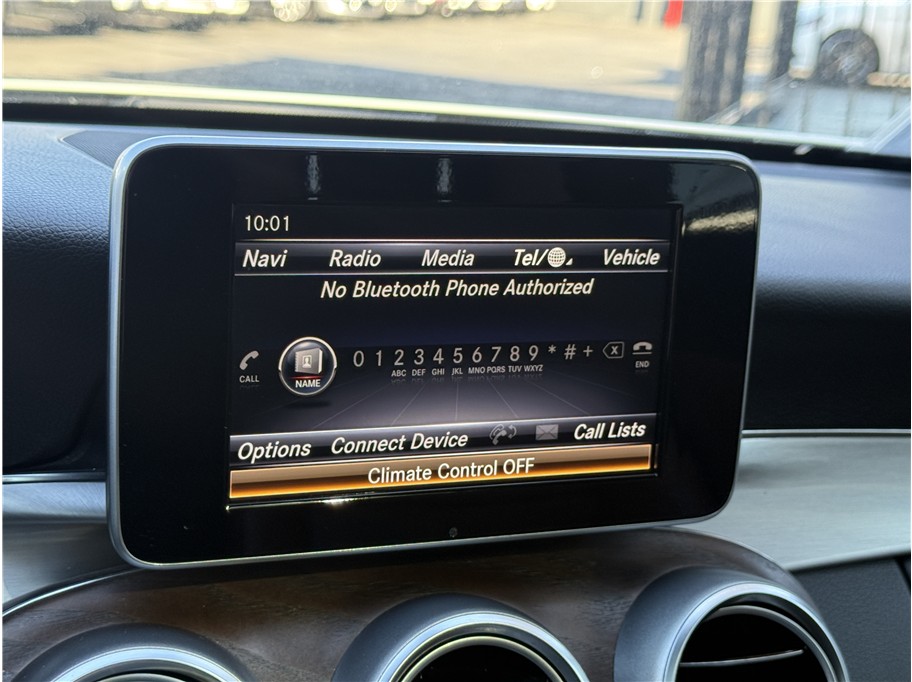 10:01
Navi Radio Media Tel/ Vehicle
No Bluetooth Phone Authorized
0 1 2 3 4 5 6 7 8 9 * # + X
ABC DEF GHI JKL MNO PQRS TUV WXYZ
CALL NAME END
Options Connect Device Call Lists
Climate Control OFF